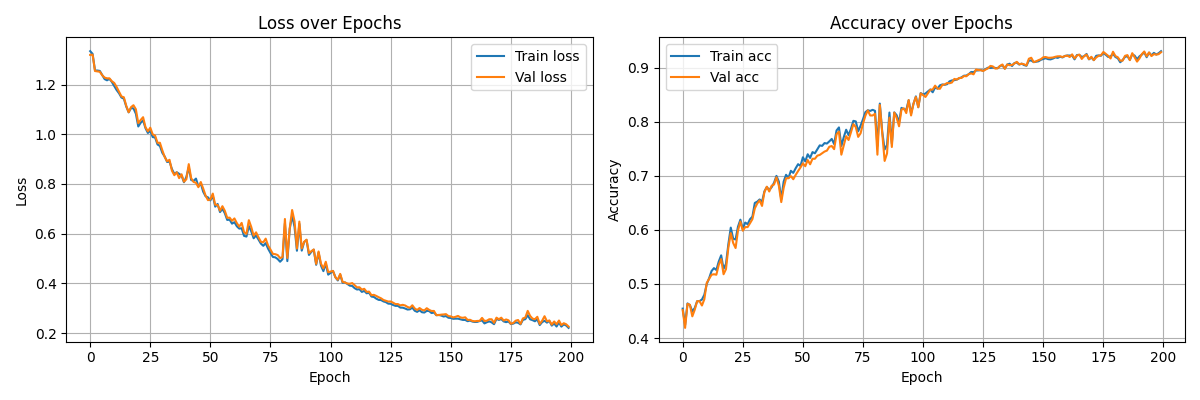 Loss over Epochs
Train loss
Val loss
1.2
1.0
0.8
0.6
0.4
0.2
Loss
0 25 50 75 100 125 150 175 200
Epoch
Accuracy over Epochs
Train acc
Val acc
0.9
0.8
0.7
0.6
0.5
0.4
Accuracy
0 25 50 75 100 125 150 175 200
Epoch